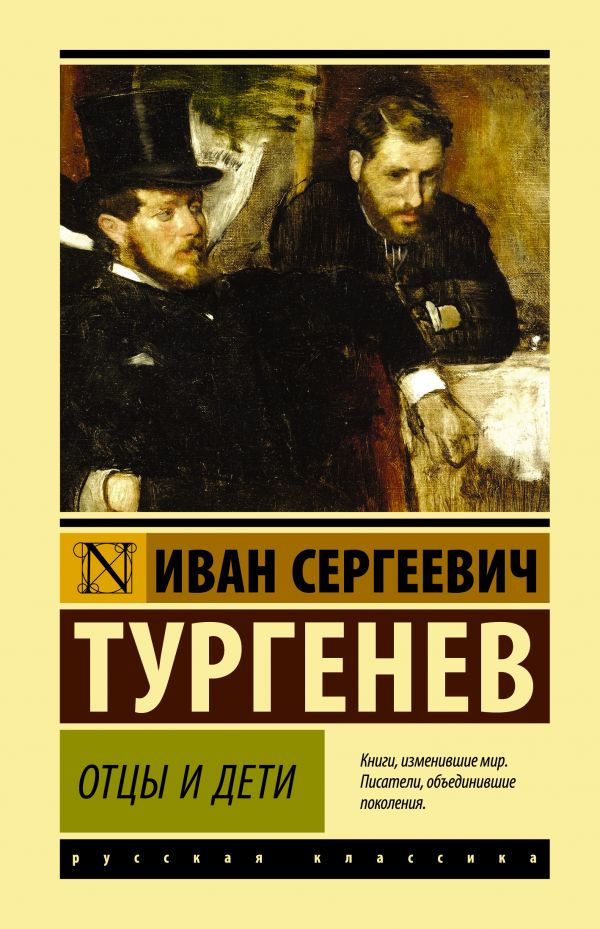 N
ИВАН СЕРГЕЕВИЧ
ТУРГЕНЕВ
ОТЦЫ И ДЕТИ
Книги, изменившие мир.
Писатели, объединившие
поколения.
русская классика